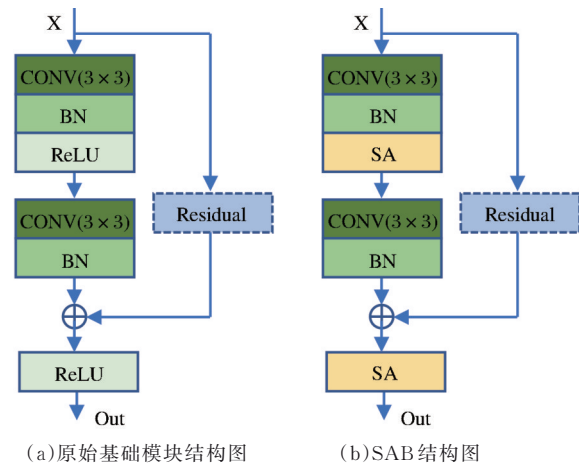 X
CONV(3×3)
BN
ReLU
CONV(3×3)
BN
Residual
ReLU
Out
(a)原始基础模块结构图
X
CONV(3×3)
BN
SA
CONV(3×3)
BN
Residual
SA
Out
(b)SAB结构图